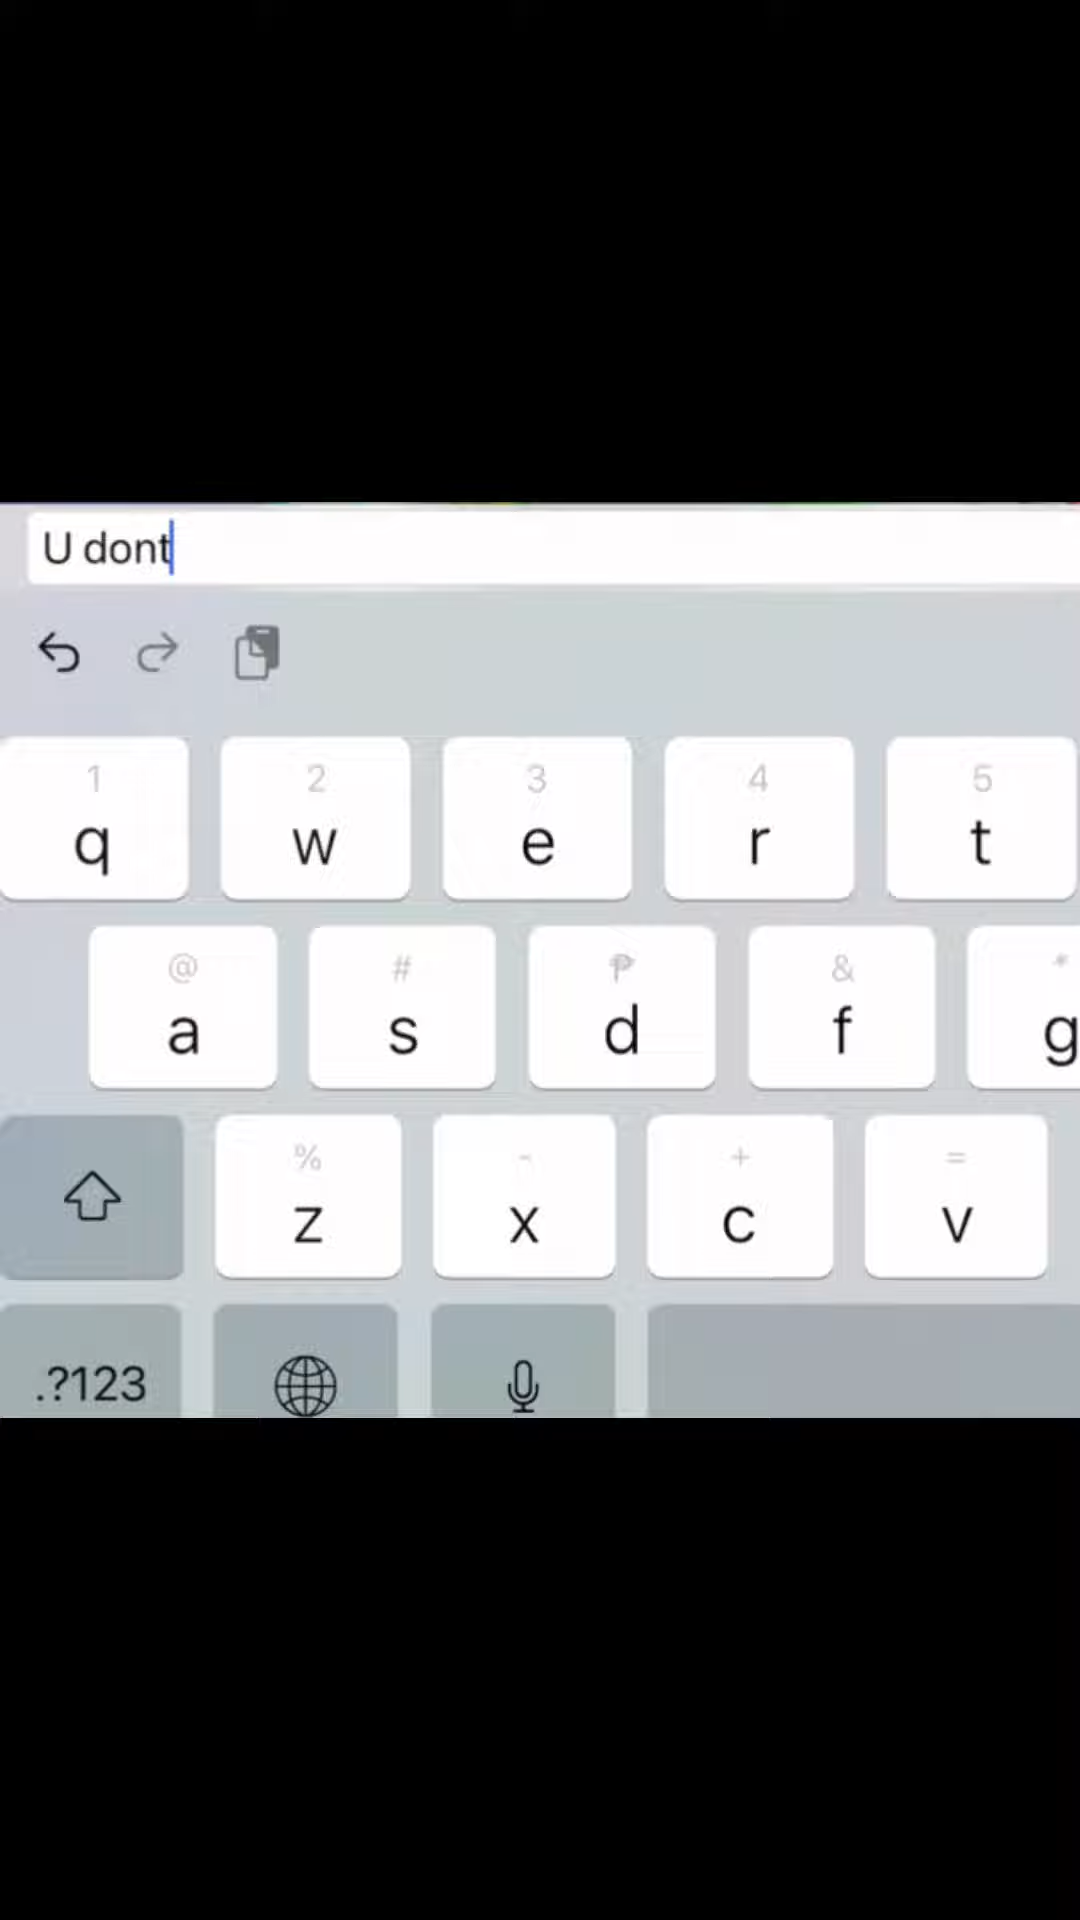 U dont
1 2 3 4 5
q w e r t
@ # ₱ & *
a s d f g
% - + =
z x c v
.?123